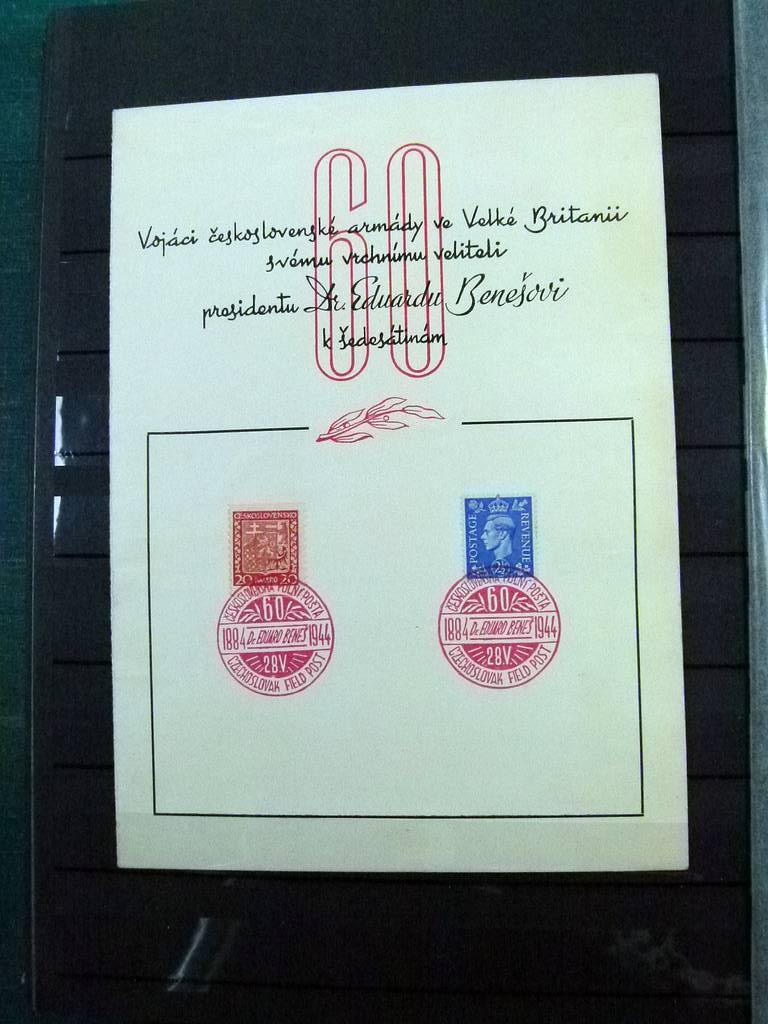 60
Vojáci československé armády ve Velké Britanii
svému vrchnímu veliteli
presidentu Dr. Eduardu Benešovi
k šedesátinám
ČESKOSLOVENSKO
20 20
POSTAGE REVENUE
2½
ČESKOSLOVENSKÁ POLNÍ POŠTA
60
1884 Dr. EDUARD BENEŠ 1944
28.V.
CZECHOSLOVAK FIELD POST
ČESKOSLOVENSKÁ POLNÍ POŠTA
60
1884 Dr. EDUARD BENEŠ 1944
28.V.
CZECHOSLOVAK FIELD POST